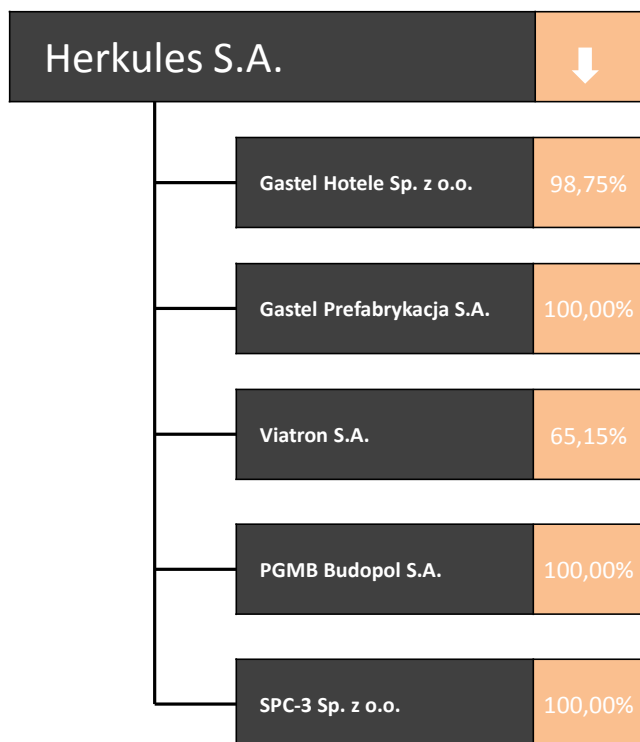 Herkules S.A.
Gastel Hotele Sp. z o.o. 98,75%
Gastel Prefabrykacja S.A. 100,00%
Viatron S.A. 65,15%
PGMB Budopol S.A. 100,00%
SPC-3 Sp. z o.o. 100,00%